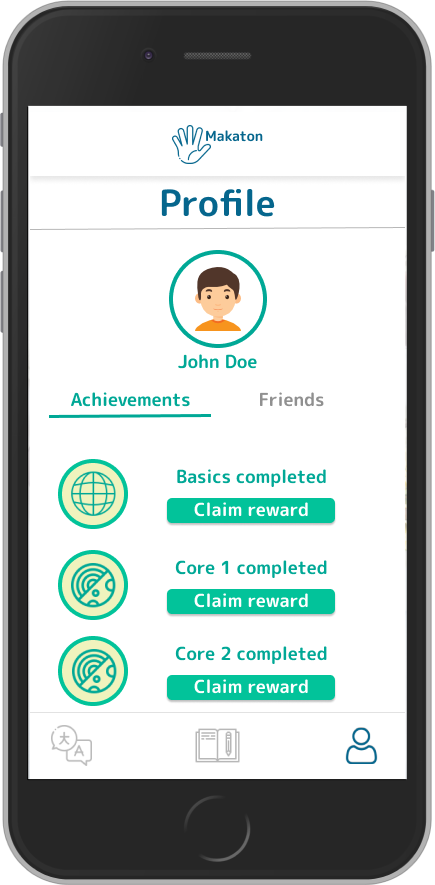 Makaton
Profile
John Doe
Achievements Friends
Basics completed
Claim reward
Core 1 completed
Claim reward
Core 2 completed
Claim reward
A